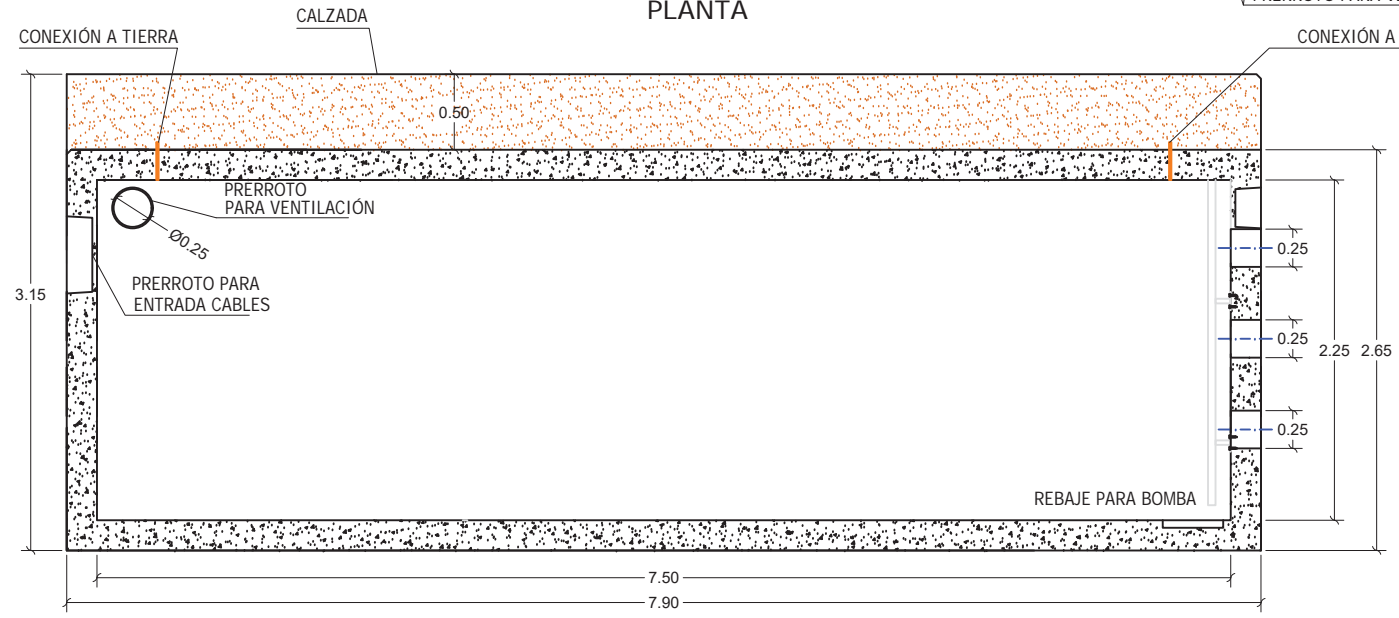 PLANTA
CALZADA
CONEXIÓN A TIERRA
CONEXIÓN A
0.50
PRERROTO
PARA VENTILACIÓN
Ø0.25
PRERROTO PARA
ENTRADA CABLES
3.15
0.25
0.25
2.25
2.65
0.25
REBAJE PARA BOMBA
7.50
7.90